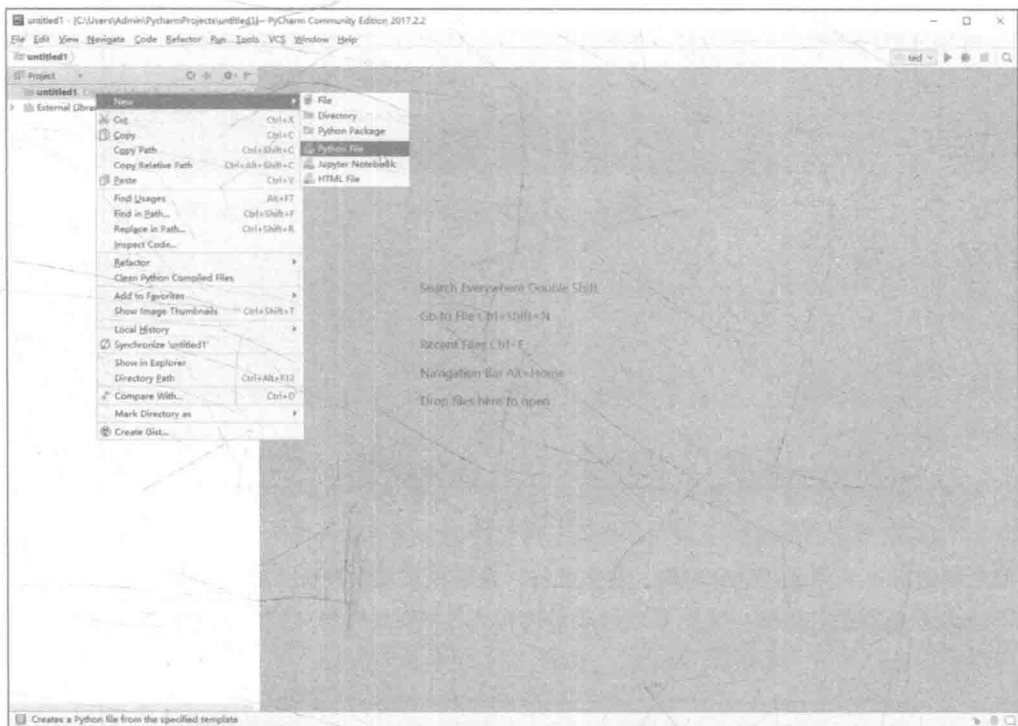 untitled1 - [C:\Users\Admin\PycharmProjects\untitled1] - PyCharm Community Edition 2017.2.2
File Edit View Navigate Code Refactor Run Tools VCS Window Help
untitled1
ted
Project
untitled1
External Librar
New
Cut Ctrl+X
Copy Ctrl+C
Copy Path Ctrl+Shift+C
Copy Relative Path Ctrl+Alt+Shift+C
Paste Ctrl+V
Find Usages Alt+F7
Find in Path... Ctrl+Shift+F
Replace in Path... Ctrl+Shift+R
Inspect Code...
Refactor
Clean Python Compiled Files
Add to Favorites
Show Image Thumbnails Ctrl+Shift+T
Local History
Synchronize 'untitled1'
Show in Explorer
Directory Path Ctrl+Alt+F12
Compare With... Ctrl+D
Mark Directory as
Create Gist...
File
Directory
Python Package
Python File
Jupyter Notebook
HTML File
Search Everywhere Double Shift
Go to File Ctrl+Shift+N
Recent Files Ctrl+E
Navigation Bar Alt+Home
Drop files here to open
Creates a Python file from the specified template